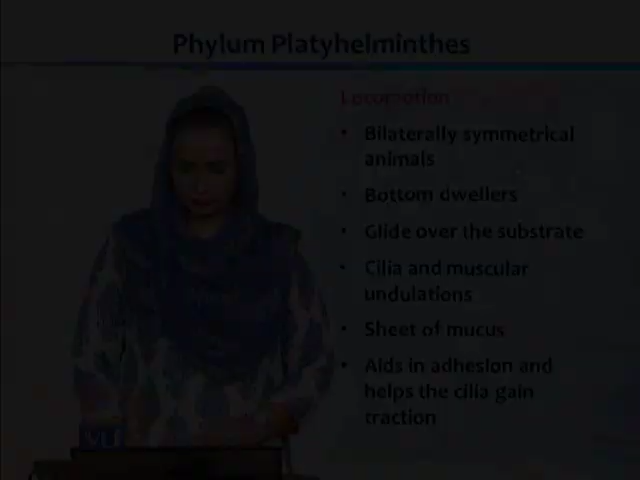 Phylum Platyhelminthes
Locomotion
• Bilaterally symmetrical
animals
• Bottom dwellers
• Glide over the substrate
• Cilia and muscular
undulations
• Sheet of mucus
• Aids in adhesion and
helps the cilia gain
traction
VU